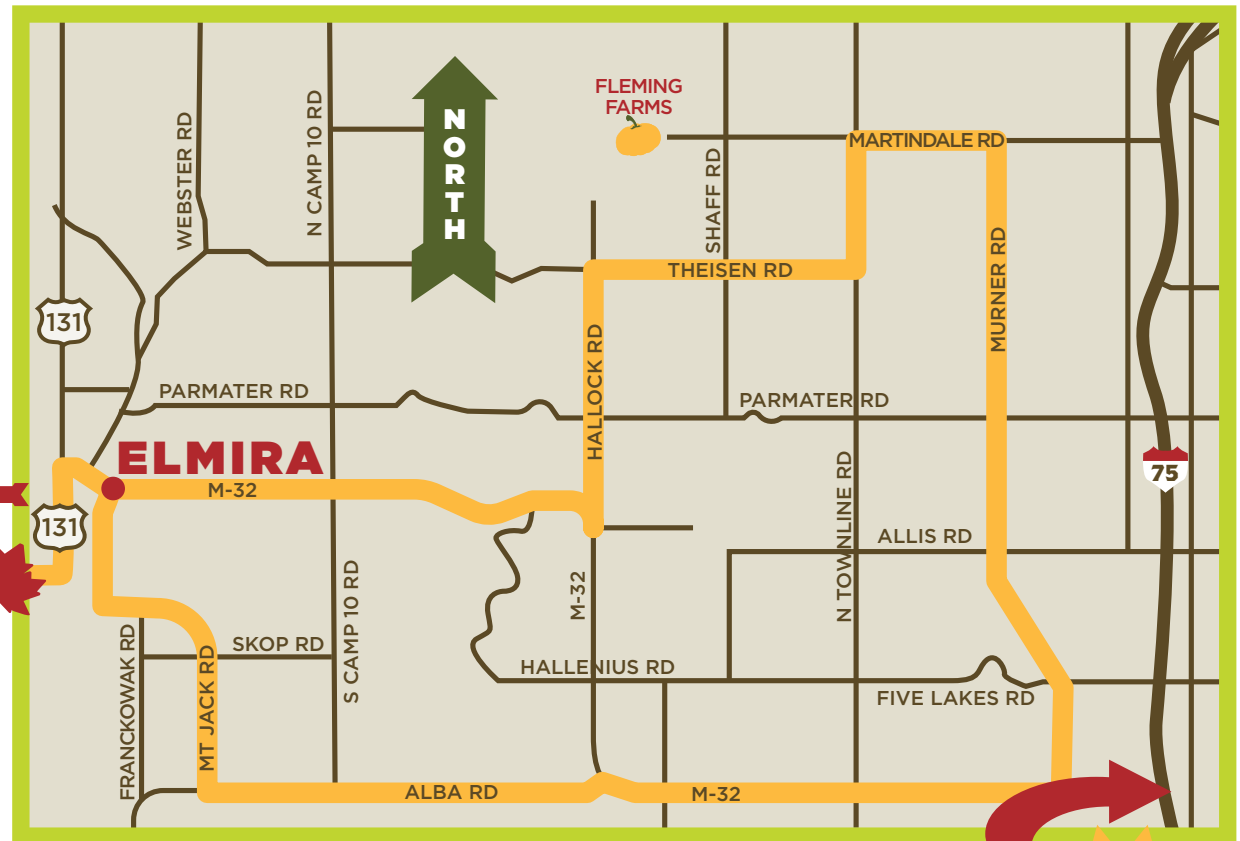 FLEMING
FARMS
NORTH
WEBSTER RD
N CAMP 10 RD
SHAFF RD
MARTINDALE RD
THEISEN RD
MURNER RD
131
HALLOCK RD
PARMATER RD
PARMATER RD
ELMIRA
M-32
75
131
N TOWNLINE RD
ALLIS RD
M-32
S CAMP 10 RD
FRANCKOWAK RD
SKOP RD
MT JACK RD
HALLENIUS RD
FIVE LAKES RD
ALBA RD
M-32